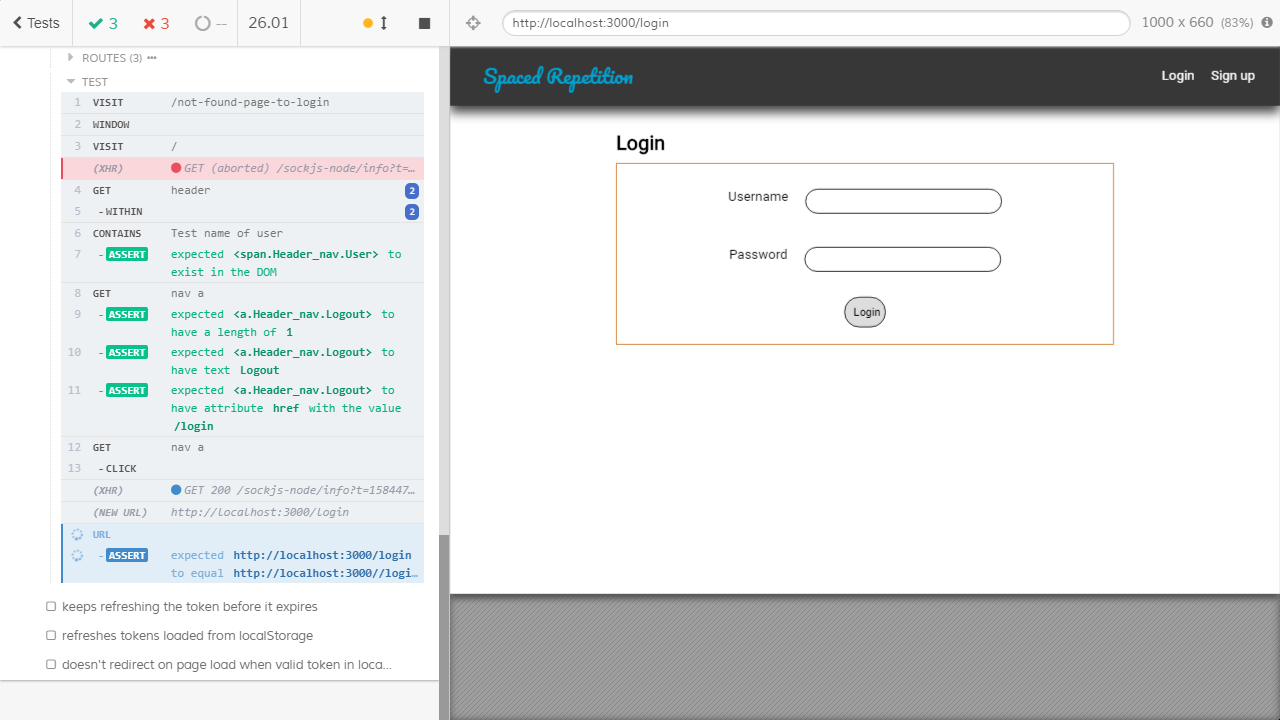 Tests
3
3
--
26.01
http://localhost:3000/login
1000 x 660 (83%)
ROUTES (3)
TEST
1 VISIT /not-found-page-to-login
2 WINDOW
3 VISIT /
(XHR) GET (aborted) /sockjs-node/info?t=…
4 GET header 2
5 -WITHIN 2
6 CONTAINS Test name of user
7 -ASSERT expected <span.Header_nav.User> to
exist in the DOM
8 GET nav a
9 -ASSERT expected <a.Header_nav.Logout> to
have a length of 1
10 -ASSERT expected <a.Header_nav.Logout> to
have text Logout
11 -ASSERT expected <a.Header_nav.Logout> to
have attribute href with the value
/login
12 GET nav a
13 -CLICK
(XHR) GET 200 /sockjs-node/info?t=158447…
(NEW URL) http://localhost:3000/login
URL
-ASSERT expected http://localhost:3000/login
to equal http://localhost:3000//logi…
keeps refreshing the token before it expires
refreshes tokens loaded from localStorage
doesn't redirect on page load when valid token in loca...
Spaced Repetition
Login Sign up
Login
Username
Password
Login